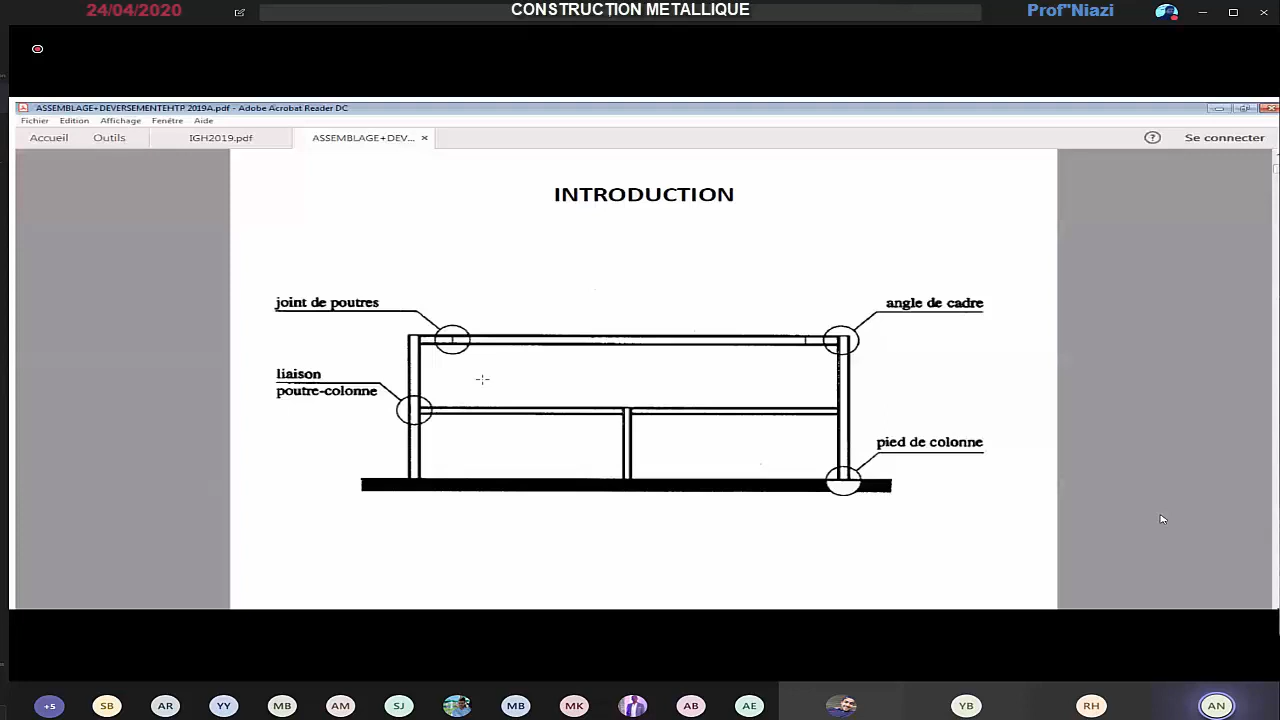 24/04/2020
CONSTRUCTION METALLIQUE
Prof"Niazi
ASSEMBLAGE+DEVERSEMENTEHTP 2019A.pdf - Adobe Acrobat Reader DC
Fichier Edition Affichage Fenêtre Aide
Accueil Outils IGH2019.pdf ASSEMBLAGE+DEV... × ? Se connecter
INTRODUCTION
joint de poutres
angle de cadre
liaison
poutre-colonne
pied de colonne
+5 SB AR YY MB AM SJ MB MK AB AE YB RH AN